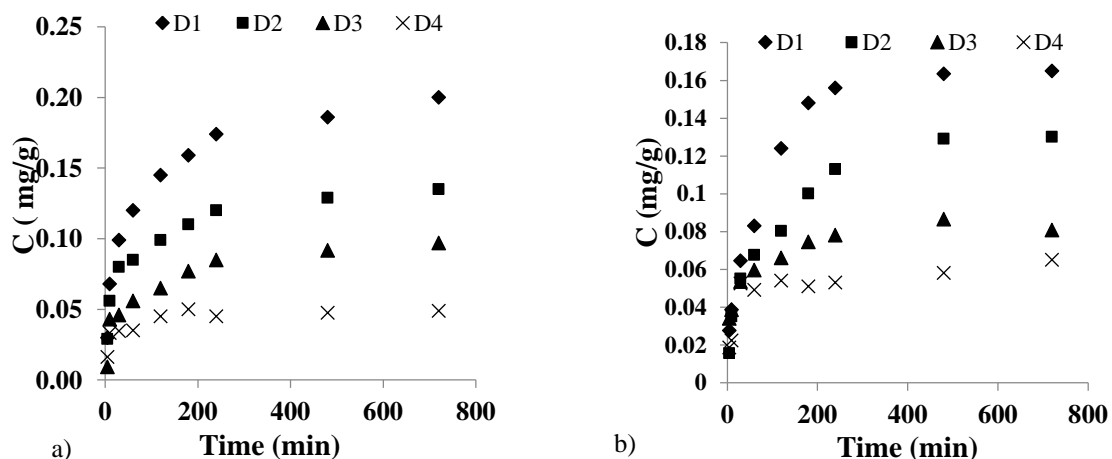 D1 D2 D3 D4
0.25
0.20
0.15
0.10
0.05
0.00
C ( mg/g)
0 200 400 600 800
Time (min)
a)
D1 D2 D3 D4
0.18
0.16
0.14
0.12
0.1
0.08
0.06
0.04
0.02
0
C (mg/g)
0 200 400 600 800
Time (min)
b)